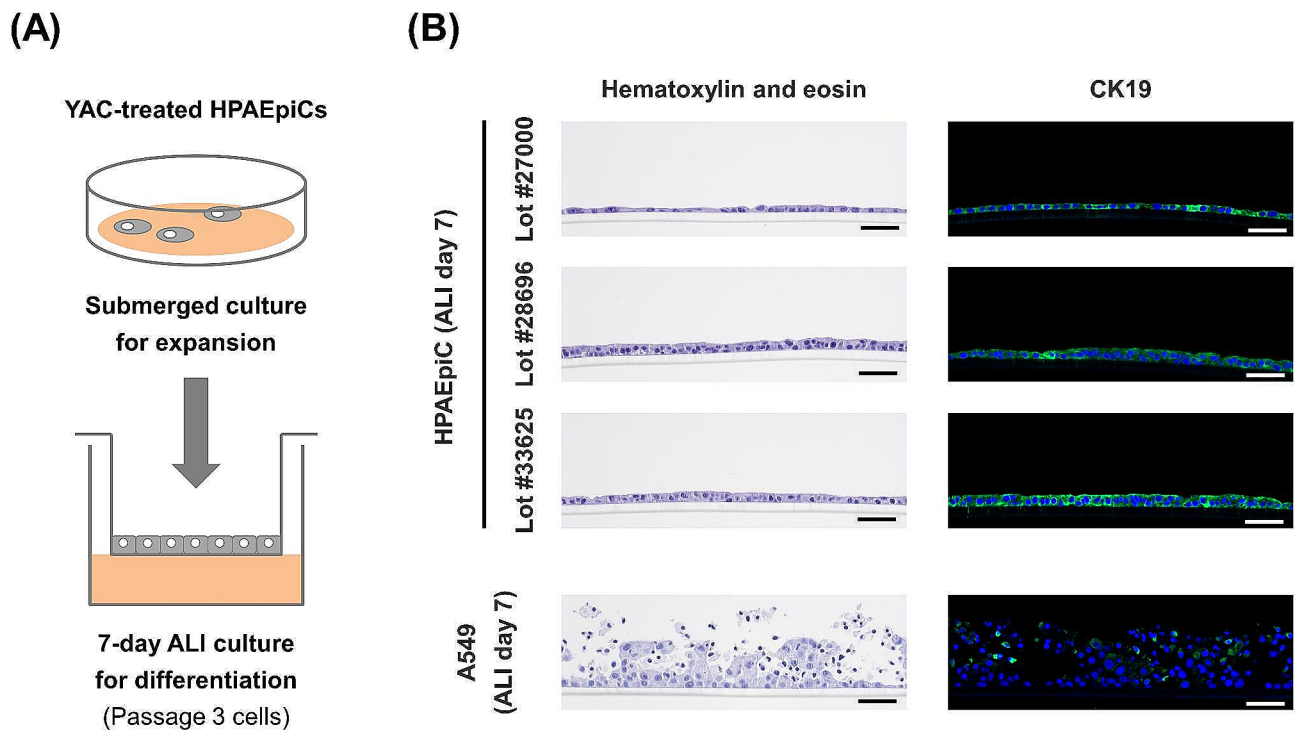 (A)
YAC-treated HPAEpiCs
Submerged culture
for expansion
7-day ALI culture
for differentiation
(Passage 3 cells)
(B)
Hematoxylin and eosin
CK19
HPAEpiC (ALI day 7)
Lot #27000
Lot #28696
Lot #33625
A549
(ALI day 7)